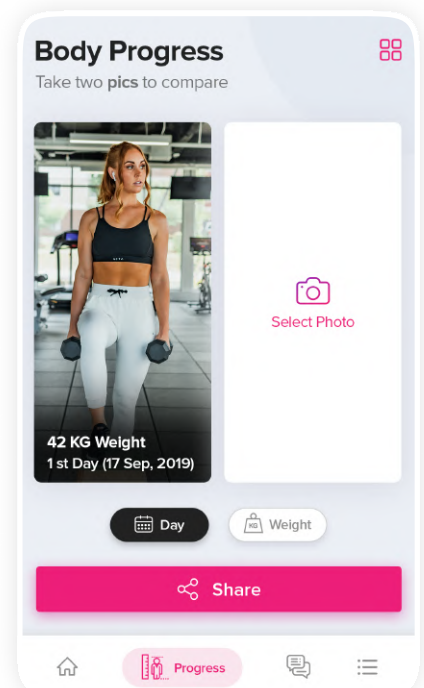 Body Progress
Take two pics to compare
Select Photo
42 KG Weight
1 st Day (17 Sep, 2019)
Day
KG
Weight
Share
Progress